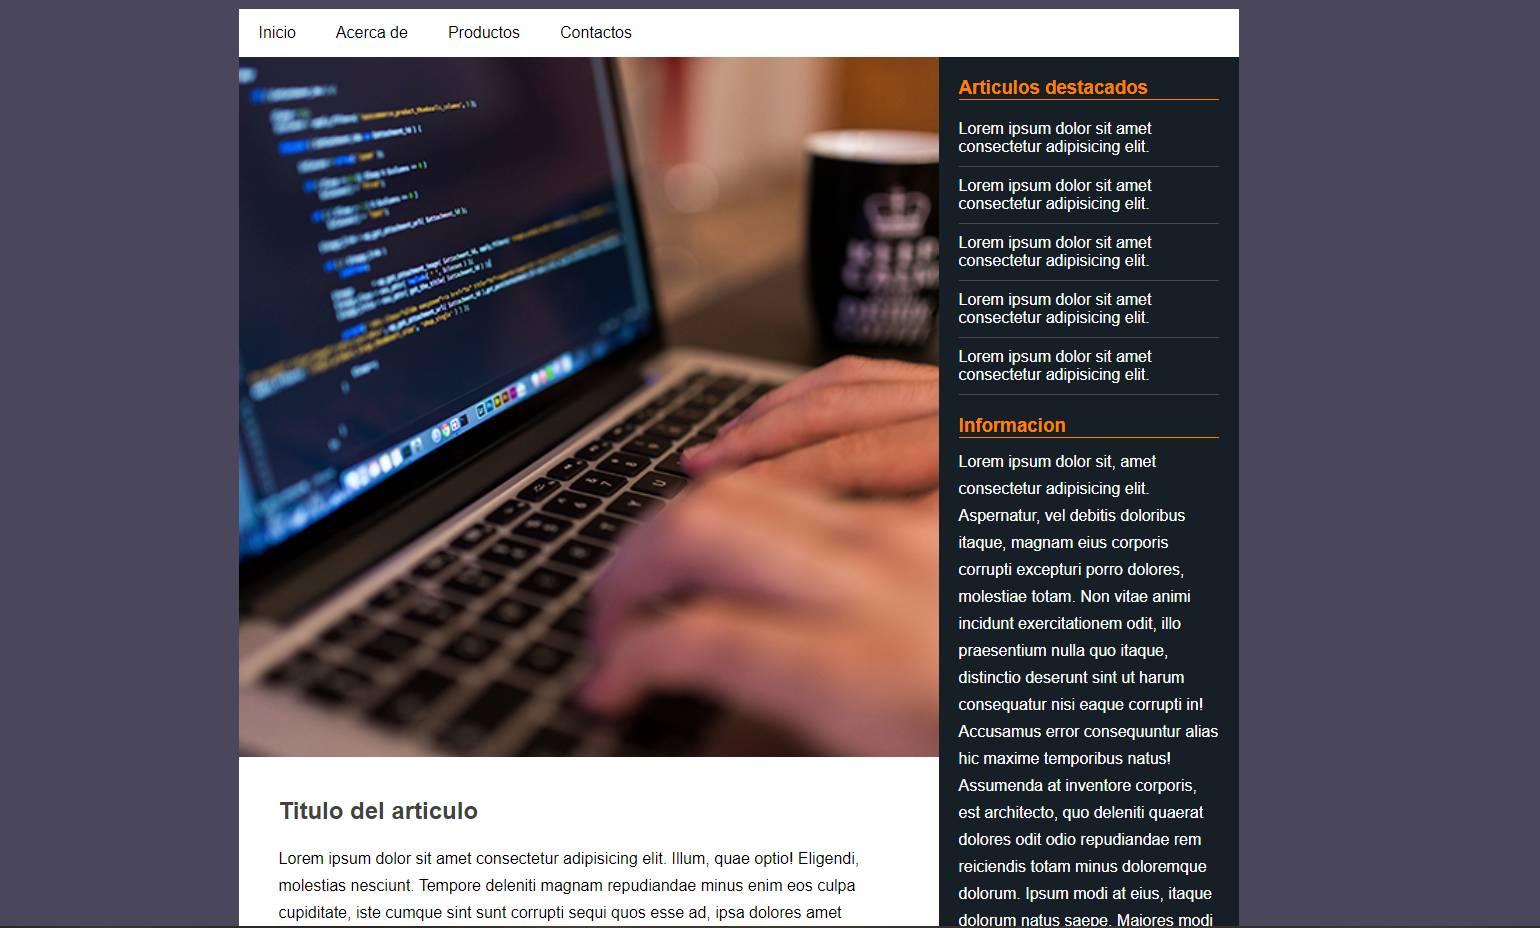 Inicio Acerca de Productos Contactos
Articulos destacados
Lorem ipsum dolor sit amet
consectetur adipisicing elit.
Lorem ipsum dolor sit amet
consectetur adipisicing elit.
Lorem ipsum dolor sit amet
consectetur adipisicing elit.
Lorem ipsum dolor sit amet
consectetur adipisicing elit.
Lorem ipsum dolor sit amet
consectetur adipisicing elit.
Informacion
Lorem ipsum dolor sit, amet
consectetur adipisicing elit.
Aspernatur, vel debitis doloribus
itaque, magnam eius corporis
corrupti excepturi porro dolores,
molestiae totam. Non vitae animi
incidunt exercitationem odit, illo
praesentium nulla quo itaque,
distinctio deserunt sint ut harum
consequatur nisi eaque corrupti in!
Accusamus error consequuntur alias
hic maxime temporibus natus!
Assumenda at inventore corporis,
est architecto, quo deleniti quaerat
dolores odit odio repudiandae rem
reiciendis totam minus doloremque
dolorum. Ipsum modi at eius, itaque
dolorum natus saepe. Maiores modi
Titulo del articulo
Lorem ipsum dolor sit amet consectetur adipisicing elit. Illum, quae optio! Eligendi,
molestias nesciunt. Tempore deleniti magnam repudiandae minus enim eos culpa
cupiditate, iste cumque sint sunt corrupti sequi quos esse ad, ipsa dolores amet